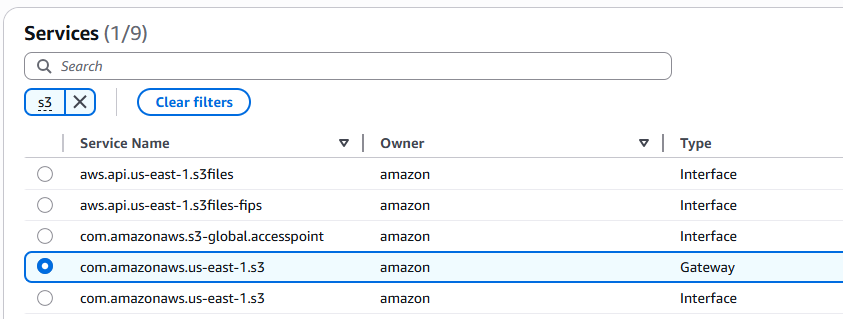 Services (1/9)
Search
s3 Clear filters
Service Name Owner Type
aws.api.us-east-1.s3files amazon Interface
aws.api.us-east-1.s3files-fips amazon Interface
com.amazonaws.s3-global.accesspoint amazon Interface
com.amazonaws.us-east-1.s3 amazon Gateway
com.amazonaws.us-east-1.s3 amazon Interface